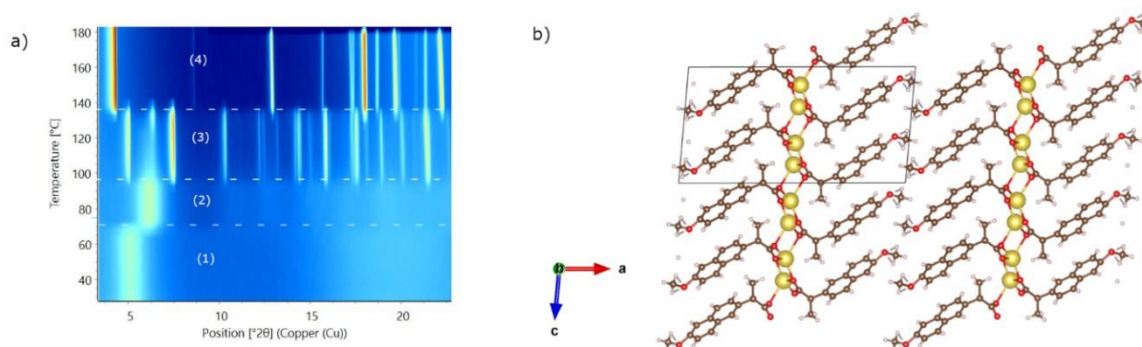 a)
180
160
140
120
100
80
60
40
Temperature [°C]
(4)
(3)
(2)
(1)
5
10
15
20
Position [°2θ] (Copper (Cu))
b)
b
a
c